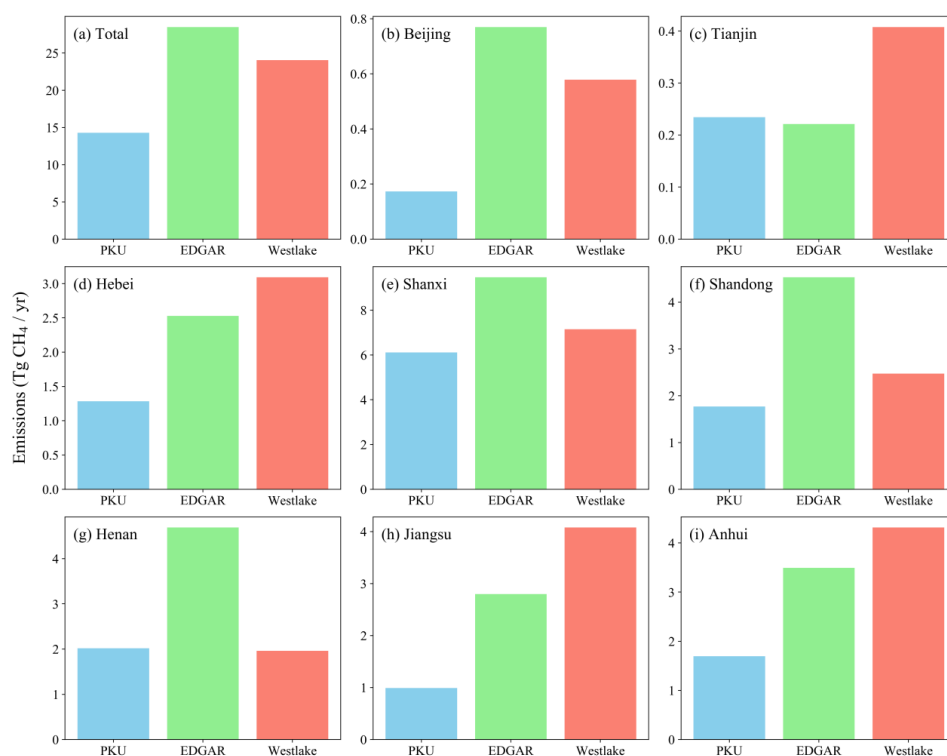 (a) Total
25
20
15
10
5
0
PKU EDGAR Westlake
(b) Beijing
0.8
0.6
0.4
0.2
0.0
PKU EDGAR Westlake
(c) Tianjin
0.4
0.3
0.2
0.1
0.0
PKU EDGAR Westlake
Emissions (Tg CH4 / yr)
(d) Hebei
3.0
2.5
2.0
1.5
1.0
0.5
0.0
PKU EDGAR Westlake
(e) Shanxi
8
6
4
2
0
PKU EDGAR Westlake
(f) Shandong
4
3
2
1
0
PKU EDGAR Westlake
(g) Henan
4
3
2
1
0
PKU EDGAR Westlake
(h) Jiangsu
4
3
2
1
0
PKU EDGAR Westlake
(i) Anhui
4
3
2
1
0
PKU EDGAR Westlake